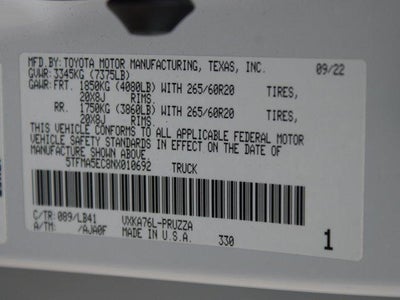 MFD.BY: TOYOTA MOTOR MANUFACTURING, TEXAS, INC. 09/22
GVWR: 3345KG (7375LB)
GAWR: FRT. 1850KG (4080LB) WITH 265/60R20 TIRES,
20X8J RIMS.
RR. 1750KG (3860LB) WITH 265/60R20 TIRES,
20X8J RIMS.
THIS VEHICLE CONFORMS TO ALL APPLICABLE FEDERAL MOTOR
VEHICLE SAFETY STANDARDS IN EFFECT ON THE DATE OF
MANUFACTURE SHOWN ABOVE.
5TFMA5EC8NX010692 TRUCK
C/TR: 089/LB41 VXKA76L-PRUZZA
A/TM: /AJA0F MADE IN U.S.A. 330 1